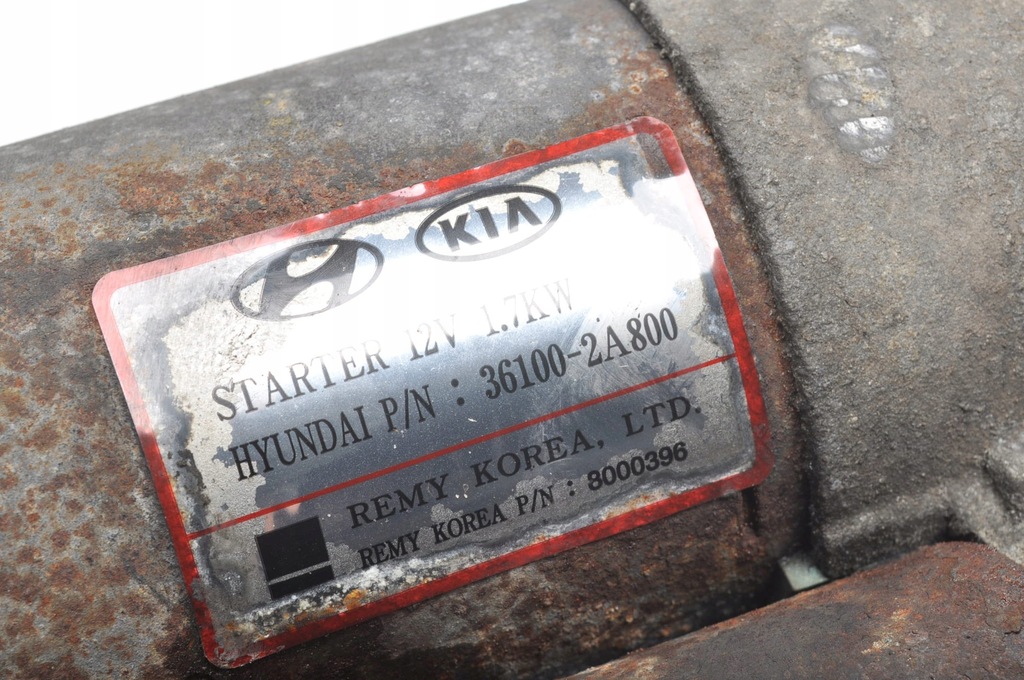 KIA
STARTER 12V 1.7KW
HYUNDAI P/N : 36100-2A800
REMY KOREA, LTD.
REMY KOREA P/N : 8000396